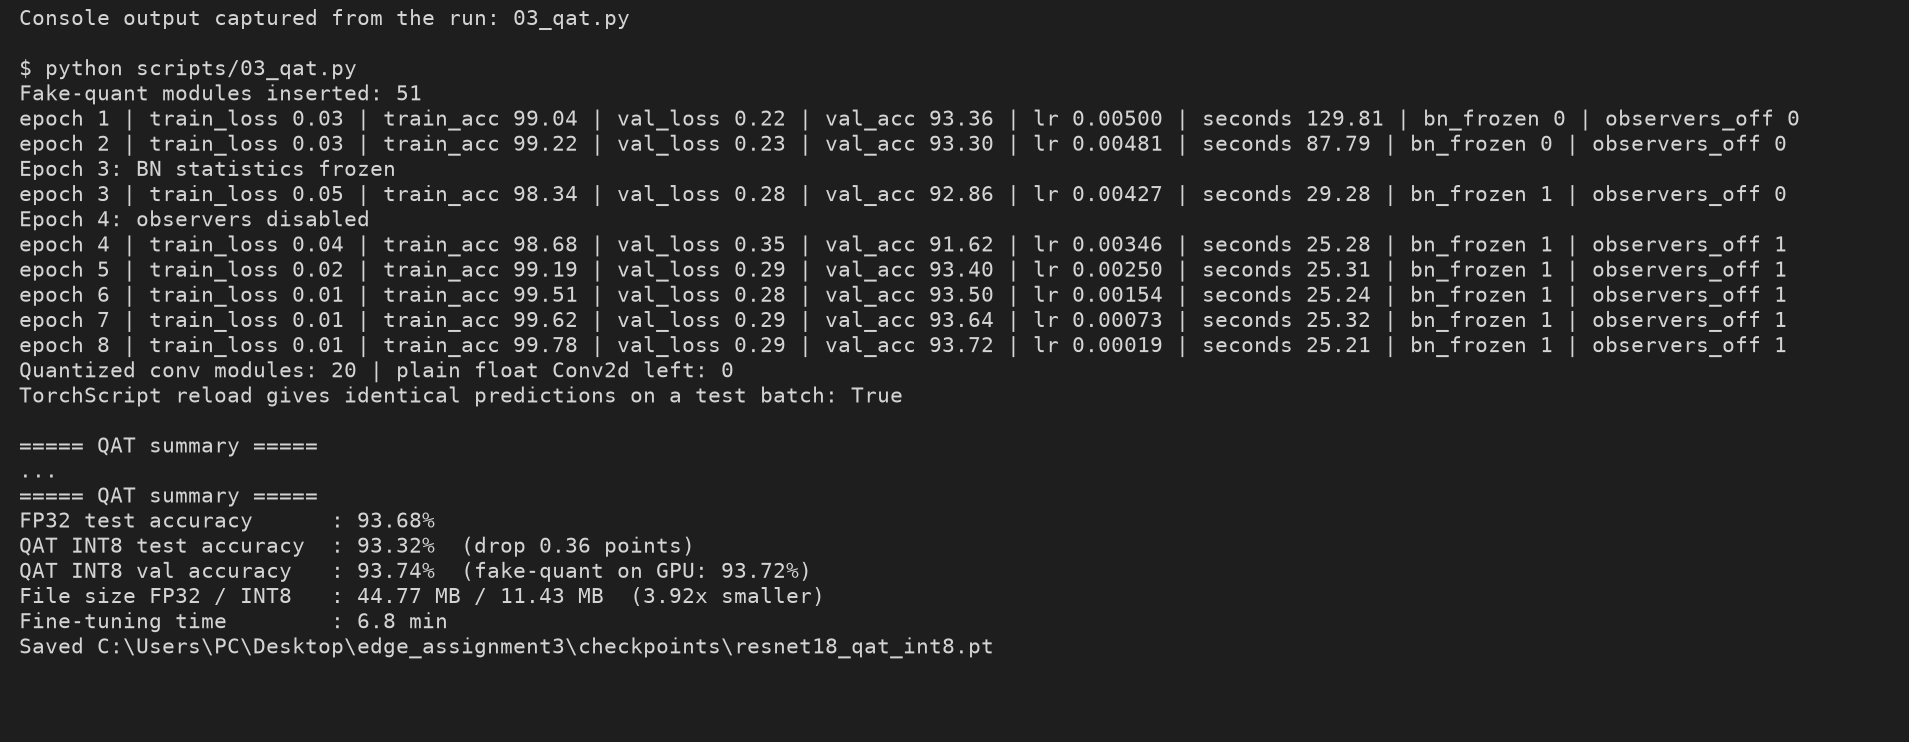 Console output captured from the run: 03_qat.py
$ python scripts/03_qat.py
Fake-quant modules inserted: 51
epoch 1 | train_loss 0.03 | train_acc 99.04 | val_loss 0.22 | val_acc 93.36 | lr 0.00500 | seconds 129.81 | bn_frozen 0 | observers_off 0
epoch 2 | train_loss 0.03 | train_acc 99.22 | val_loss 0.23 | val_acc 93.30 | lr 0.00481 | seconds 87.79 | bn_frozen 0 | observers_off 0
Epoch 3: BN statistics frozen
epoch 3 | train_loss 0.05 | train_acc 98.34 | val_loss 0.28 | val_acc 92.86 | lr 0.00427 | seconds 29.28 | bn_frozen 1 | observers_off 0
Epoch 4: observers disabled
epoch 4 | train_loss 0.04 | train_acc 98.68 | val_loss 0.35 | val_acc 91.62 | lr 0.00346 | seconds 25.28 | bn_frozen 1 | observers_off 1
epoch 5 | train_loss 0.02 | train_acc 99.19 | val_loss 0.29 | val_acc 93.40 | lr 0.00250 | seconds 25.31 | bn_frozen 1 | observers_off 1
epoch 6 | train_loss 0.01 | train_acc 99.51 | val_loss 0.28 | val_acc 93.50 | lr 0.00154 | seconds 25.24 | bn_frozen 1 | observers_off 1
epoch 7 | train_loss 0.01 | train_acc 99.62 | val_loss 0.29 | val_acc 93.64 | lr 0.00073 | seconds 25.32 | bn_frozen 1 | observers_off 1
epoch 8 | train_loss 0.01 | train_acc 99.78 | val_loss 0.29 | val_acc 93.72 | lr 0.00019 | seconds 25.21 | bn_frozen 1 | observers_off 1
Quantized conv modules: 20 | plain float Conv2d left: 0
TorchScript reload gives identical predictions on a test batch: True
===== QAT summary =====
...
===== QAT summary =====
FP32 test accuracy      : 93.68%
QAT INT8 test accuracy  : 93.32%  (drop 0.36 points)
QAT INT8 val accuracy   : 93.74%  (fake-quant on GPU: 93.72%)
File size FP32 / INT8   : 44.77 MB / 11.43 MB  (3.92x smaller)
Fine-tuning time        : 6.8 min
Saved C:\Users\PC\Desktop\edge_assignment3\checkpoints\resnet18_qat_int8.pt